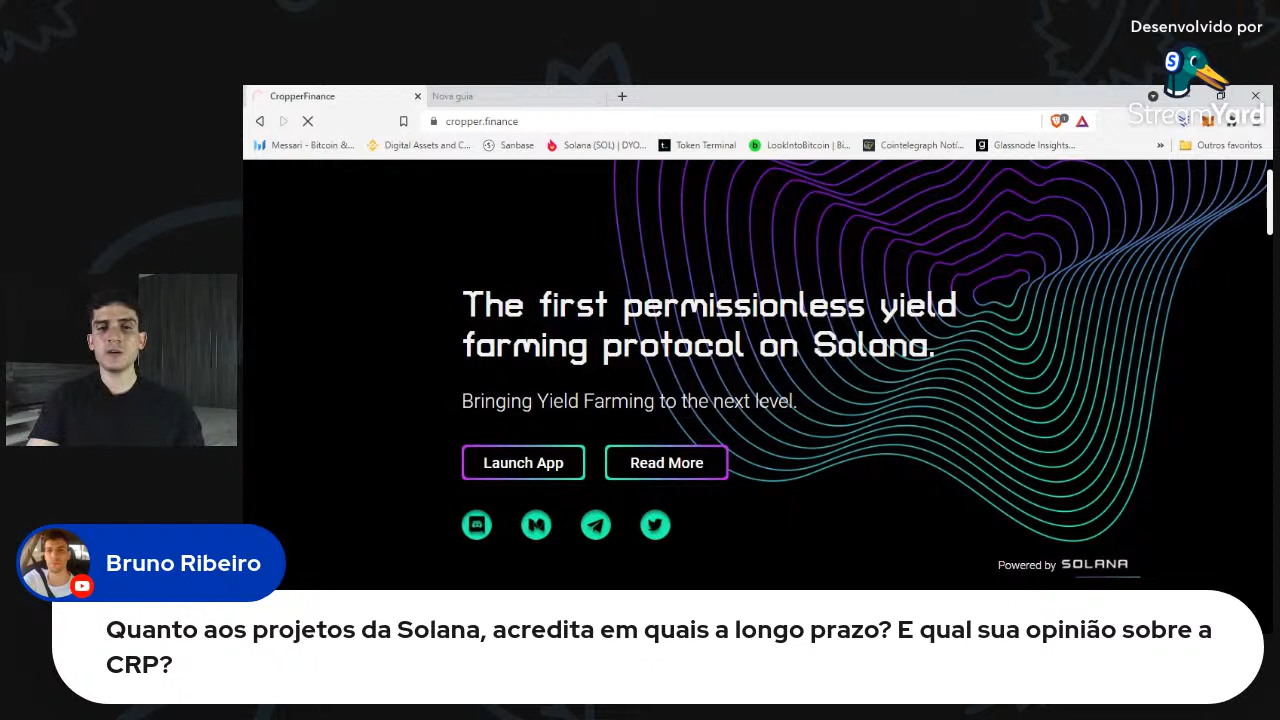 Desenvolvido por
StreamYard
CropperFinance
Nova guia
cropper.finance
Messari - Bitcoin &...
Digital Assets and C...
Sanbase
Solana (SOL) | DYO...
Token Terminal
LookIntoBitcoin | Bi...
Cointelegraph Notí...
Glassnode Insights...
Outros favoritos
The first permissionless yield
farming protocol on Solana.
Bringing Yield Farming to the next level.
Launch App
Read More
Powered by SOLANA
Bruno Ribeiro
Quanto aos projetos da Solana, acredita em quais a longo prazo? E qual sua opinião sobre a
CRP?